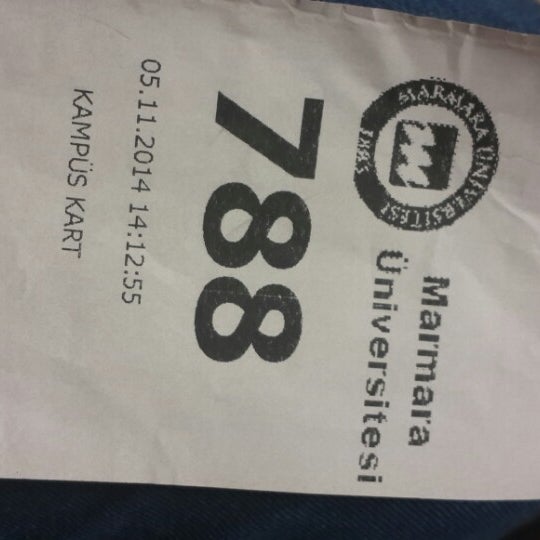 MARMARA ÜNİVERSİTESİ
1883
Marmara
Üniversitesi
788
05.11.2014 14:12:55
KAMPÜS KART